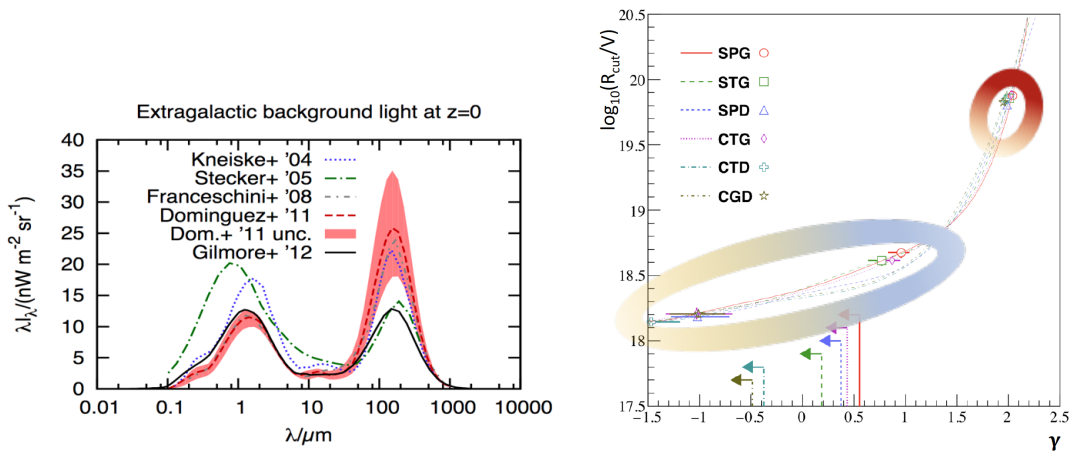 Extragalactic background light at z=0
λIλ/(nW m-2 sr-1)
40
35
30
25
20
15
10
5
0
Kneiske+ '04
Stecker+ '05
Franceschini+ '08
Dominguez+ '11
Dom.+ '11 unc.
Gilmore+ '12
0.01 0.1 1 10 100 1000 10000
λ/μm
log10(Rcut/V)
20.5
20
19.5
19
18.5
18
17.5
SPG
STG
SPD
CTG
CTD
CGD
-1.5 -1 -0.5 0 0.5 1 1.5 2 2.5
γ